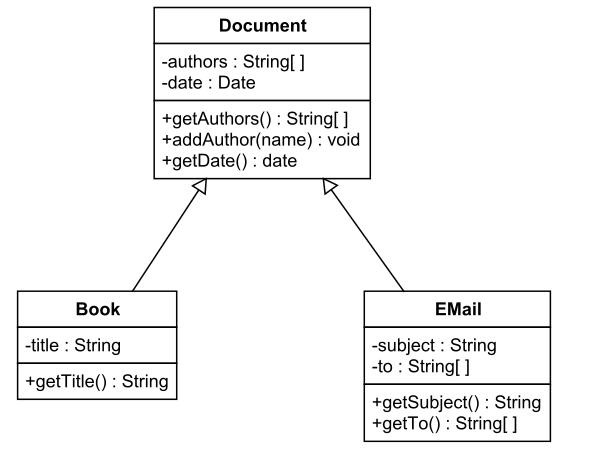 Document
-authors : String[ ]
-date : Date
+getAuthors() : String[ ]
+addAuthor(name) : void
+getDate() : date
Book
-title : String
+getTitle() : String
EMail
-subject : String
-to : String[ ]
+getSubject() : String
+getTo() : String[ ]